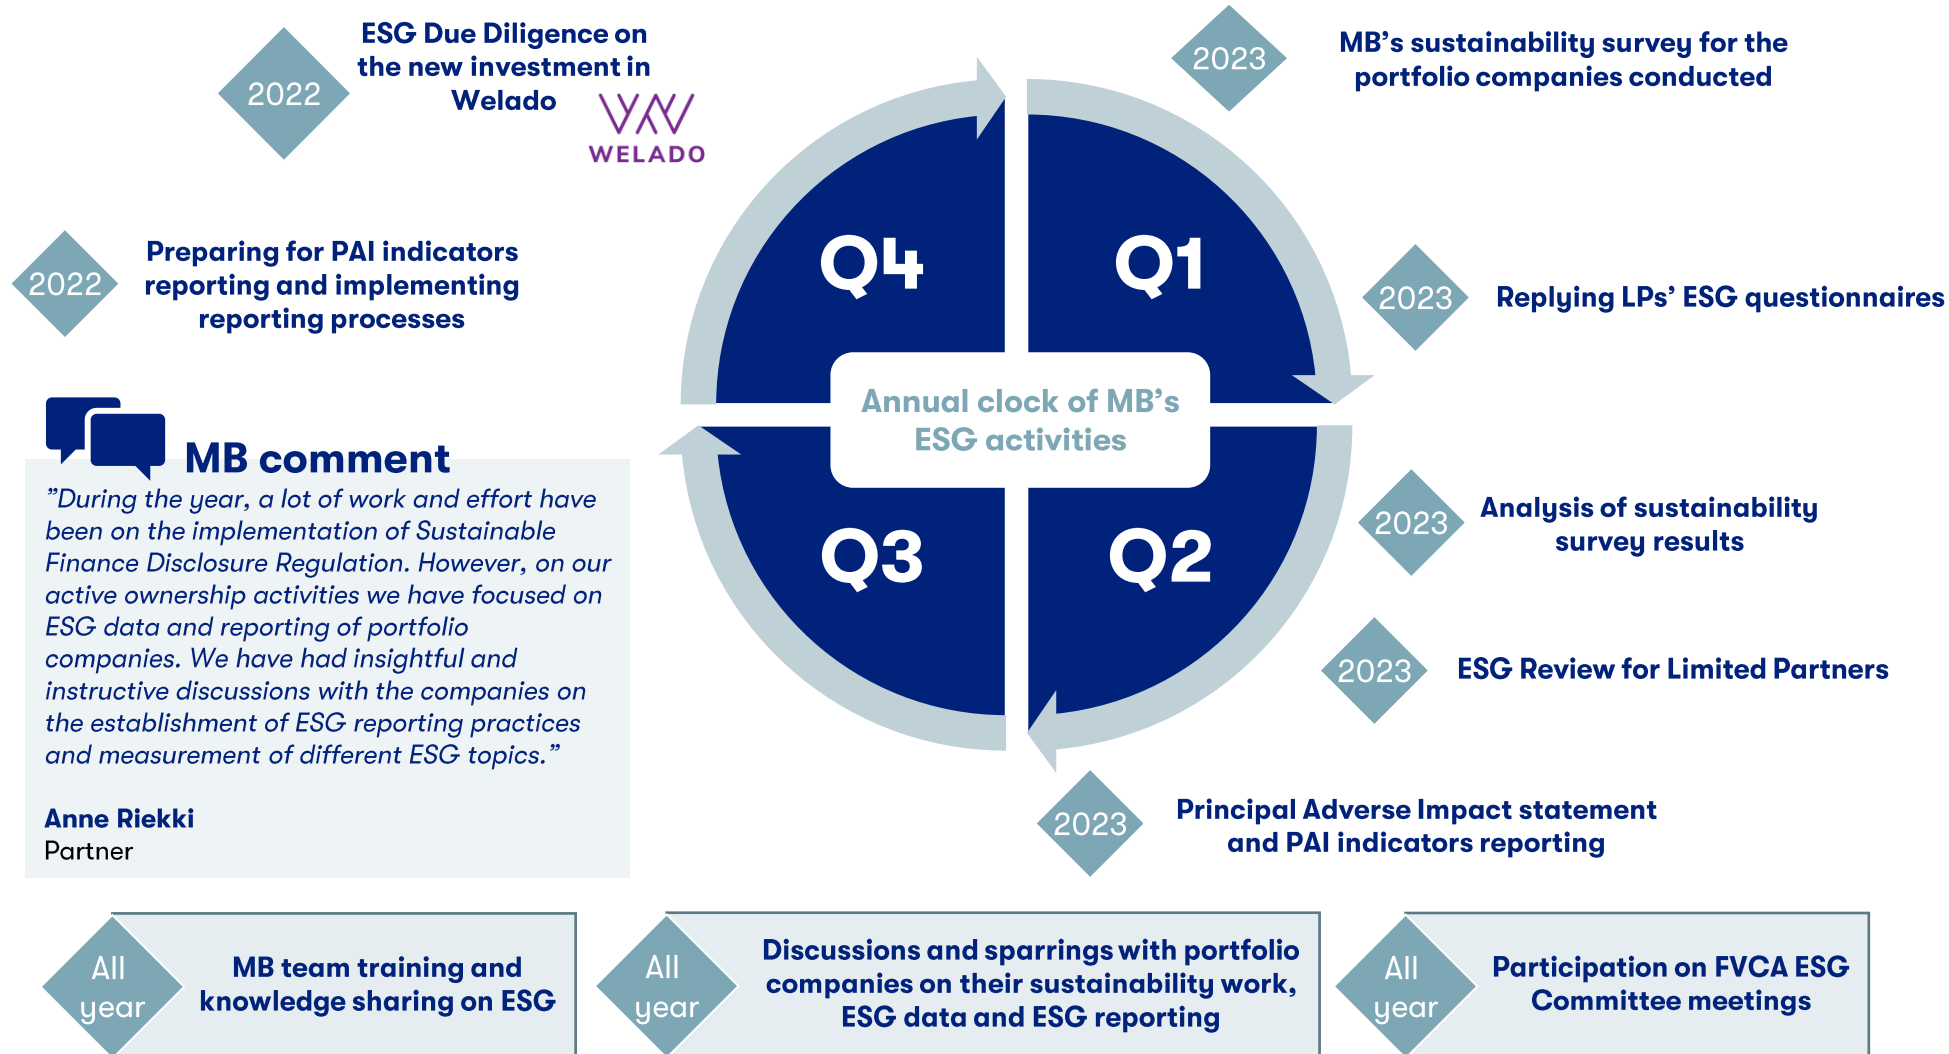 2022
ESG Due Diligence on
the new investment in
Welado
WELADO
2022
Preparing for PAI indicators
reporting and implementing
reporting processes
2023
MB's sustainability survey for the
portfolio companies conducted
2023
Replying LPs' ESG questionnaires
Q4
Q1
Annual clock of MB's
ESG activities
Q3
Q2
2023
Analysis of sustainability
survey results
2023
ESG Review for Limited Partners
2023
Principal Adverse Impact statement
and PAI indicators reporting
MB comment
”During the year, a lot of work and effort have
been on the implementation of Sustainable
Finance Disclosure Regulation. However, on our
active ownership activities we have focused on
ESG data and reporting of portfolio
companies. We have had insightful and
instructive discussions with the companies on
the establishment of ESG reporting practices
and measurement of different ESG topics.”
Anne Riekki
Partner
All
year
MB team training and
knowledge sharing on ESG
All
year
Discussions and sparrings with portfolio
companies on their sustainability work,
ESG data and ESG reporting
All
year
Participation on FVCA ESG
Committee meetings